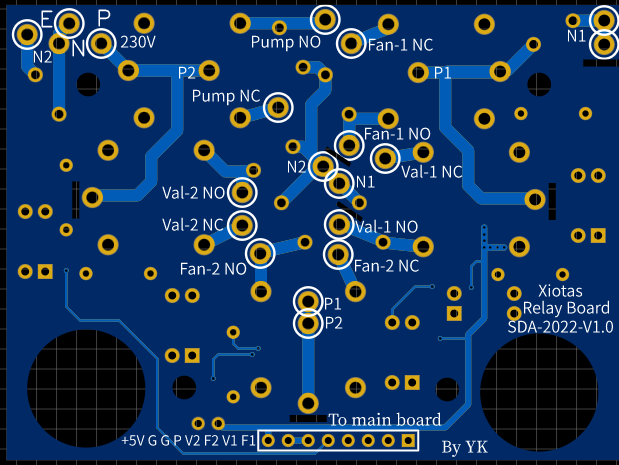 E P
N2 N 230V
Pump NO
Fan-1 NC
N1
P2
P1
Pump NC
Fan-1 NO
N2
Val-1 NC
N1
Val-2 NO
Val-2 NC
Val-1 NO
Fan-2 NO
Fan-2 NC
P1
P2
Xiotas
Relay Board
SDA-2022-V1.0
To main board
+5V G G P V2 F2 V1 F1
By YK